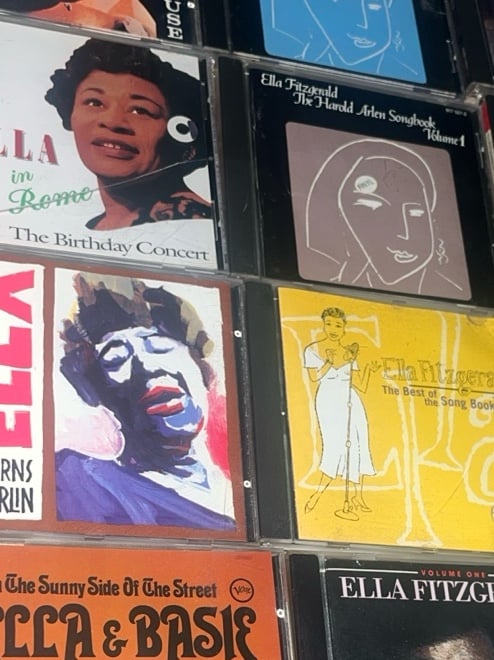 USE
LLA
in
Rome
The Birthday Concert
Ella Fitzgerald
The Harold Arlen Songbook
Volume 1
ELLA
RNS
RLIN
Ella Fitzgera
The Best of
the Song Book
n The Sunny Side Of The Street
Verve
ELLA & BASIE
VOLUME ONE
ELLA FITZGE